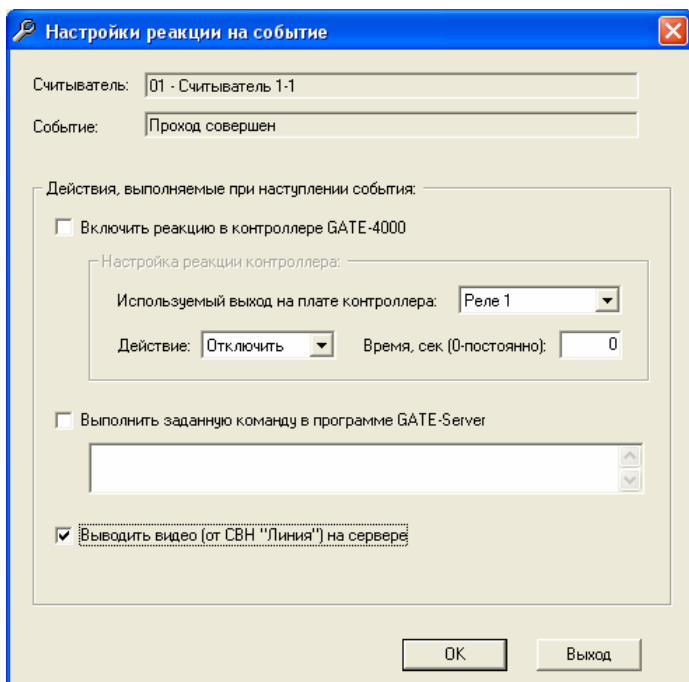 Настройки реакции на событие
Считыватель: 01 - Считыватель 1-1
Событие: Проход совершен
Действия, выполняемые при наступлении события:
Включить реакцию в контроллере GATE-4000
Настройка реакции контроллера:
Используемый выход на плате контроллера: Реле 1
Действие: Отключить Время, сек (0-постоянно): 0
Выполнить заданную команду в программе GATE-Server
Выводить видео (от СВН "Линия") на сервере
OK Выход